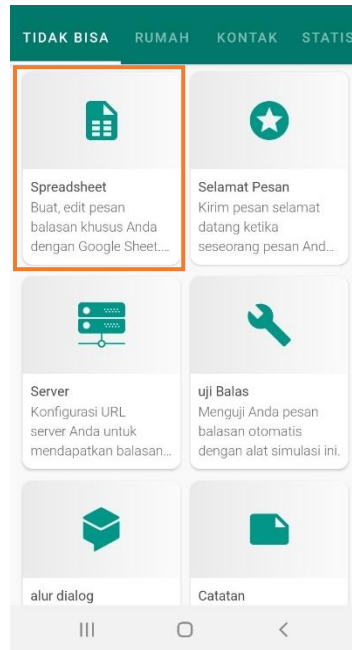 TIDAK BISA RUMAH KONTAK STATIS
Spreadsheet
Buat, edit pesan
balasan khusus Anda
dengan Google Sheet....
Selamat Pesan
Kirim pesan selamat
datang ketika
seseorang pesan And...
Server
Konfigurasi URL
server Anda untuk
mendapatkan balasan...
uji Balas
Menguji Anda pesan
balasan otomatis
dengan alat simulasi ini.
alur dialog
Catatan